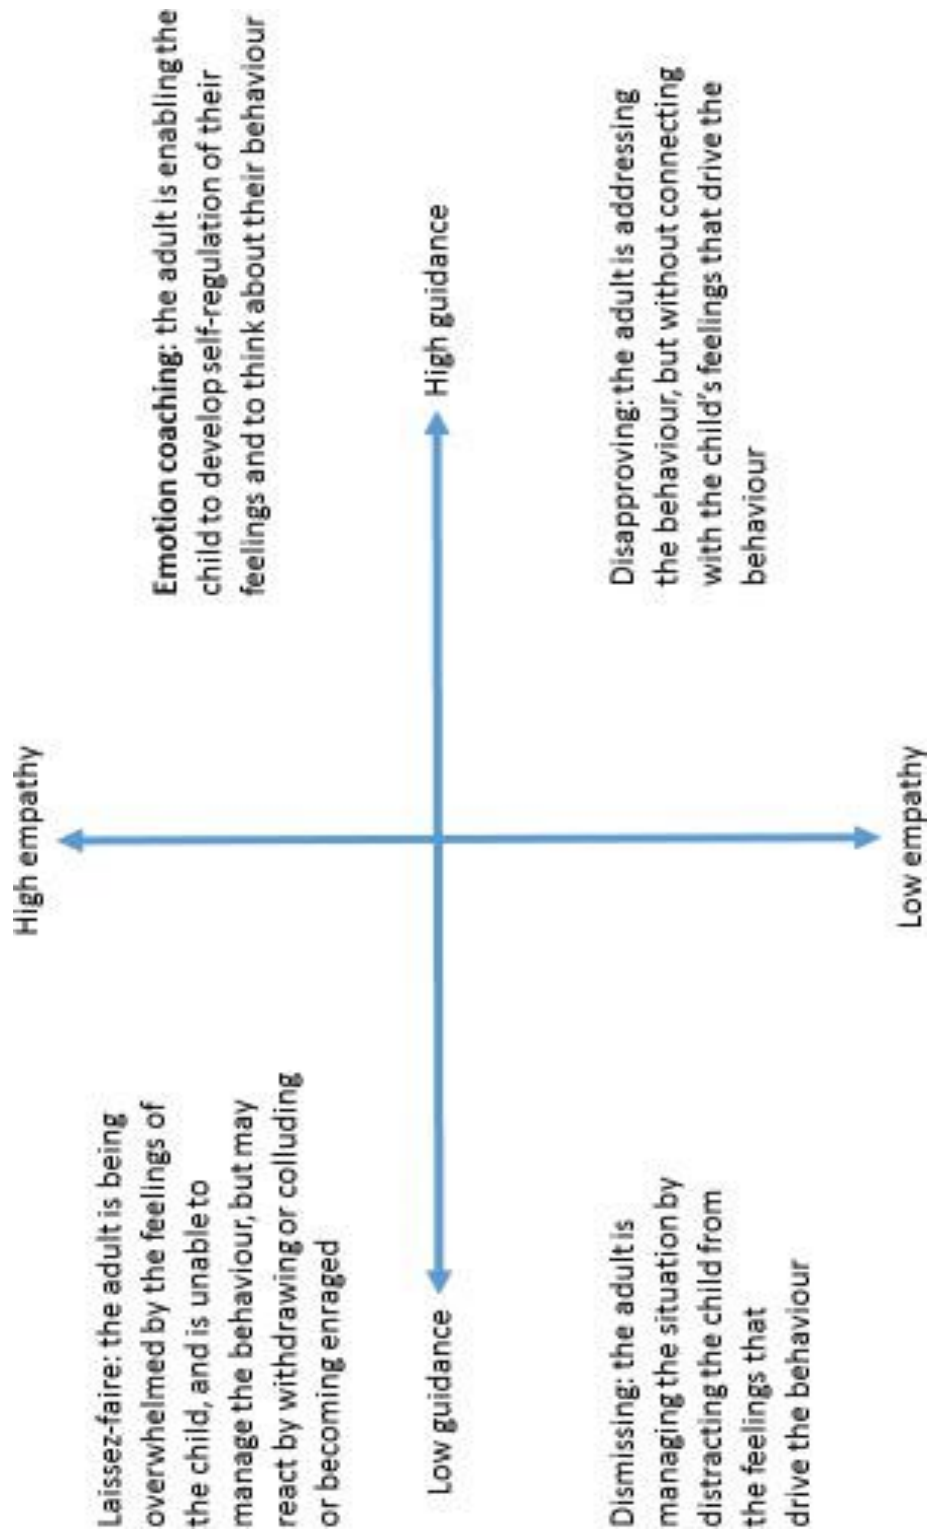 High empathy
Laissez-faire: the adult is being
overwhelmed by the feelings of
the child, and is unable to
manage the behaviour, but may
react by withdrawing or colluding
or becoming enraged
Emotion coaching: the adult is enabling the
child to develop self-regulation of their
feelings and to think about their behaviour
Low guidance
High guidance
Dismissing: the adult is
managing the situation by
distracting the child from
the feelings that
drive the behaviour
Disapproving: the adult is addressing
the behaviour, but without connecting
with the child's feelings that drive the
behaviour
Low empathy